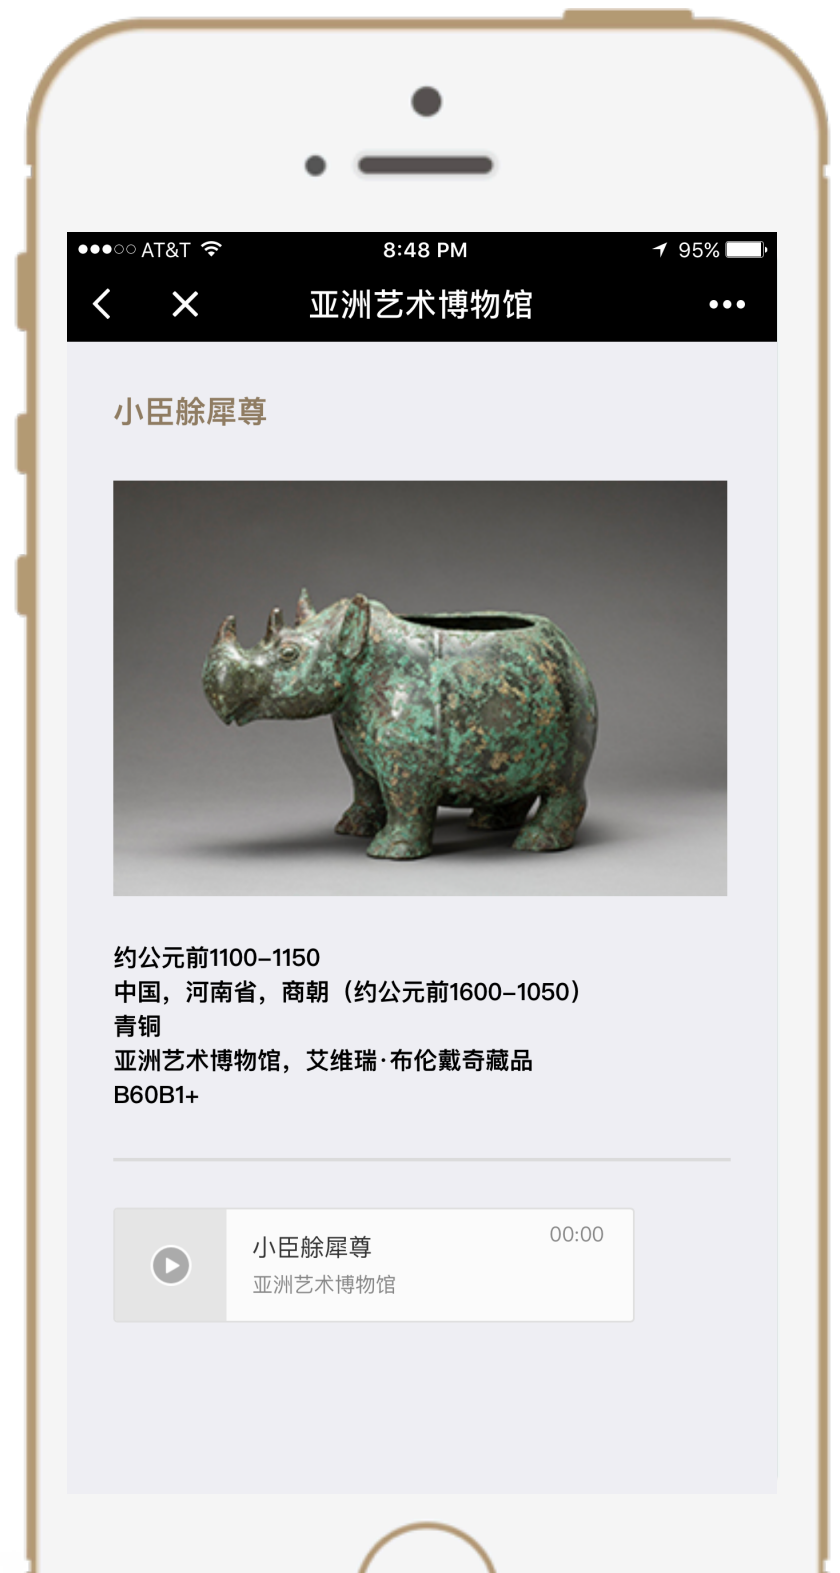 AT&T 8:48 PM 95%
亚洲艺术博物馆
小臣艅犀尊
约公元前1100–1150
中国，河南省，商朝（约公元前1600–1050）
青铜
亚洲艺术博物馆，艾维瑞·布伦戴奇藏品
B60B1+
小臣艅犀尊 00:00
亚洲艺术博物馆